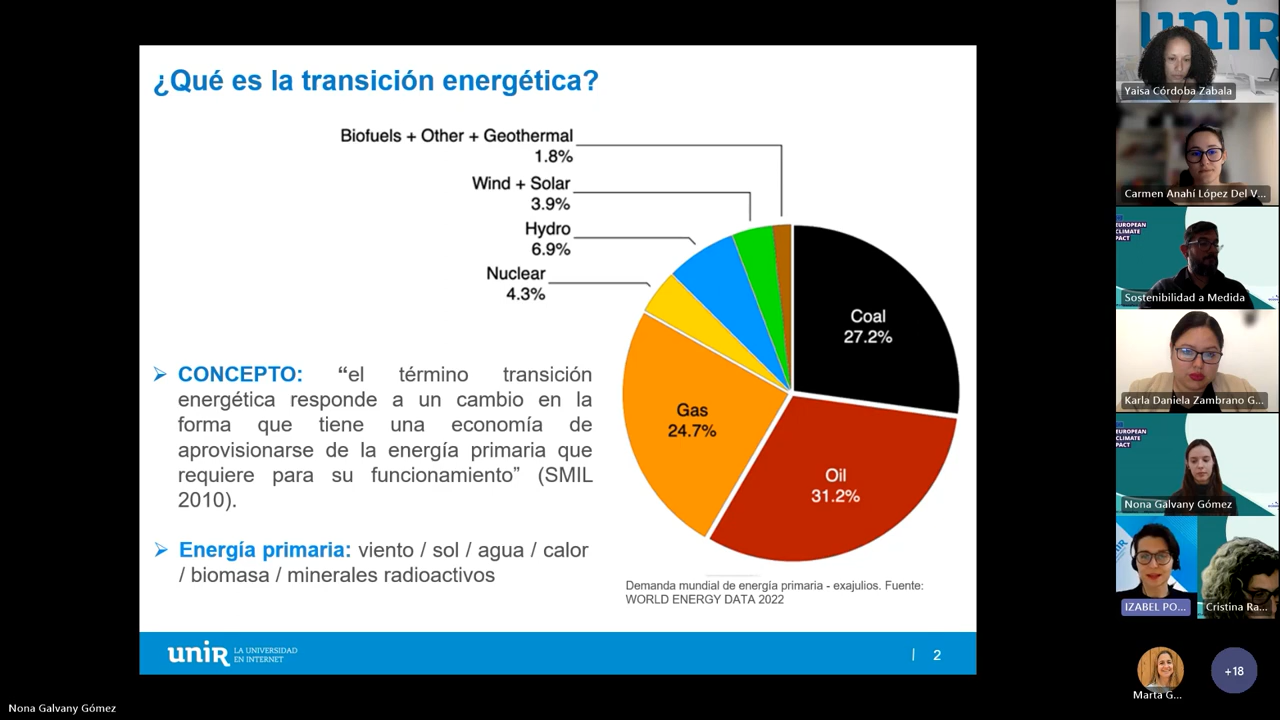 ¿Qué es la transición energética?
Biofuels + Other + Geothermal
1.8%
Wind + Solar
3.9%
Hydro
6.9%
Nuclear
4.3%
Coal
27.2%
Gas
24.7%
Oil
31.2%
➢ CONCEPTO: “el término transición
energética responde a un cambio en la
forma que tiene una economía de
aprovisionarse de la energía primaria que
requiere para su funcionamiento” (SMIL
2010).
➢ Energía primaria: viento / sol / agua / calor
/ biomasa / minerales radioactivos
Demanda mundial de energía primaria - exajulios. Fuente:
WORLD ENERGY DATA 2022
unir LA UNIVERSIDAD
EN INTERNET
| 2
Nona Galvany Gómez
unir
Yaisa Córdoba Zabala
Carmen Anahí López Del V...
EUROPEAN
CLIMATE
PACT
Sostenibilidad a Medida
Karla Daniela Zambrano G...
EUROPEAN
CLIMATE
PACT
Nona Galvany Gómez
IZABEL PO...
Cristina Ra...
Marta G...
+18